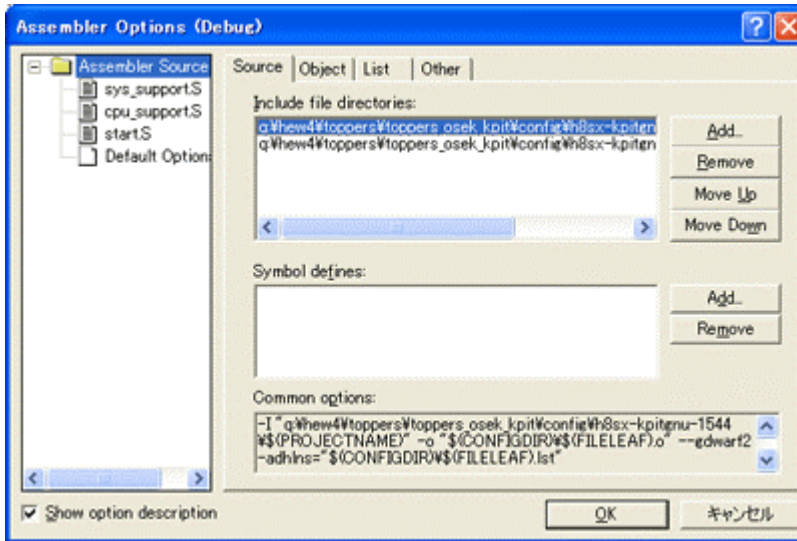 Assembler Options (Debug)
Assembler Source
sys_support.S
cpu_support.S
start.S
Default Option
Source Object List Other
Include file directories:
q:¥hew4¥toppers¥toppers_osek_kpit¥config¥h8sx-kpitgn
q:¥hew4¥toppers¥toppers_osek_kpit¥config¥h8sx-kpitgn
Add...
Remove
Move Up
Move Down
Symbol defines:
Add...
Remove
Common options:
-I"q:¥hew4¥toppers¥toppers_osek_kpit¥config¥h8sx-kpitgnu-1544
¥$(PROJECTNAME)" -o "$(CONFIGDIR)¥$(FILELEAF).o" --gdwarf2
-adhlns="$(CONFIGDIR)¥$(FILELEAF).lst"
Show option description
OK
キャンセル